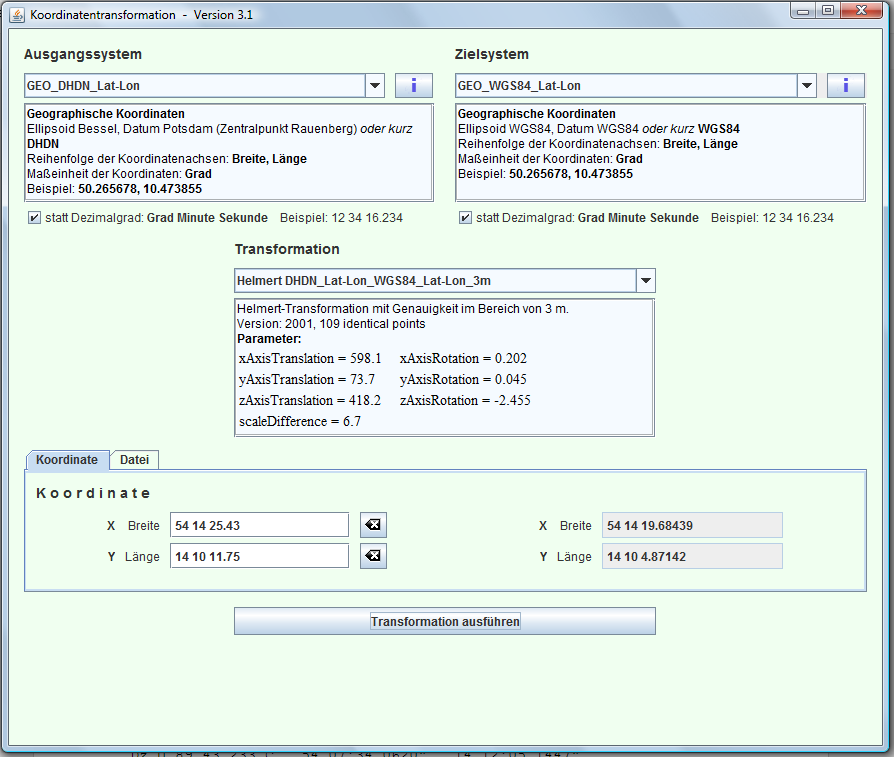 Koordinatentransformation - Version 3.1
Ausgangssystem
GEO_DHDN_Lat-Lon
Geographische Koordinaten
Ellipsoid Bessel, Datum Potsdam (Zentralpunkt Rauenberg) oder kurz
DHDN
Reihenfolge der Koordinatenachsen: Breite, Länge
Maßeinheit der Koordinaten: Grad
Beispiel: 50.265678, 10.473855
statt Dezimalgrad: Grad Minute Sekunde Beispiel: 12 34 16.234
Zielsystem
GEO_WGS84_Lat-Lon
Geographische Koordinaten
Ellipsoid WGS84, Datum WGS84 oder kurz WGS84
Reihenfolge der Koordinatenachsen: Breite, Länge
Maßeinheit der Koordinaten: Grad
Beispiel: 50.265678, 10.473855
statt Dezimalgrad: Grad Minute Sekunde Beispiel: 12 34 16.234
Transformation
Helmert DHDN_Lat-Lon_WGS84_Lat-Lon_3m
Helmert-Transformation mit Genauigkeit im Bereich von 3 m.
Version: 2001, 109 identical points
Parameter:
xAxisTranslation = 598.1 xAxisRotation = 0.202
yAxisTranslation = 73.7 yAxisRotation = 0.045
zAxisTranslation = 418.2 zAxisRotation = -2.455
scaleDifference = 6.7
Koordinate Datei
Koordinate
X Breite 54 14 25.43 X Breite 54 14 19.68439
Y Länge 14 10 11.75 Y Länge 14 10 4.87142
Transformation ausführen